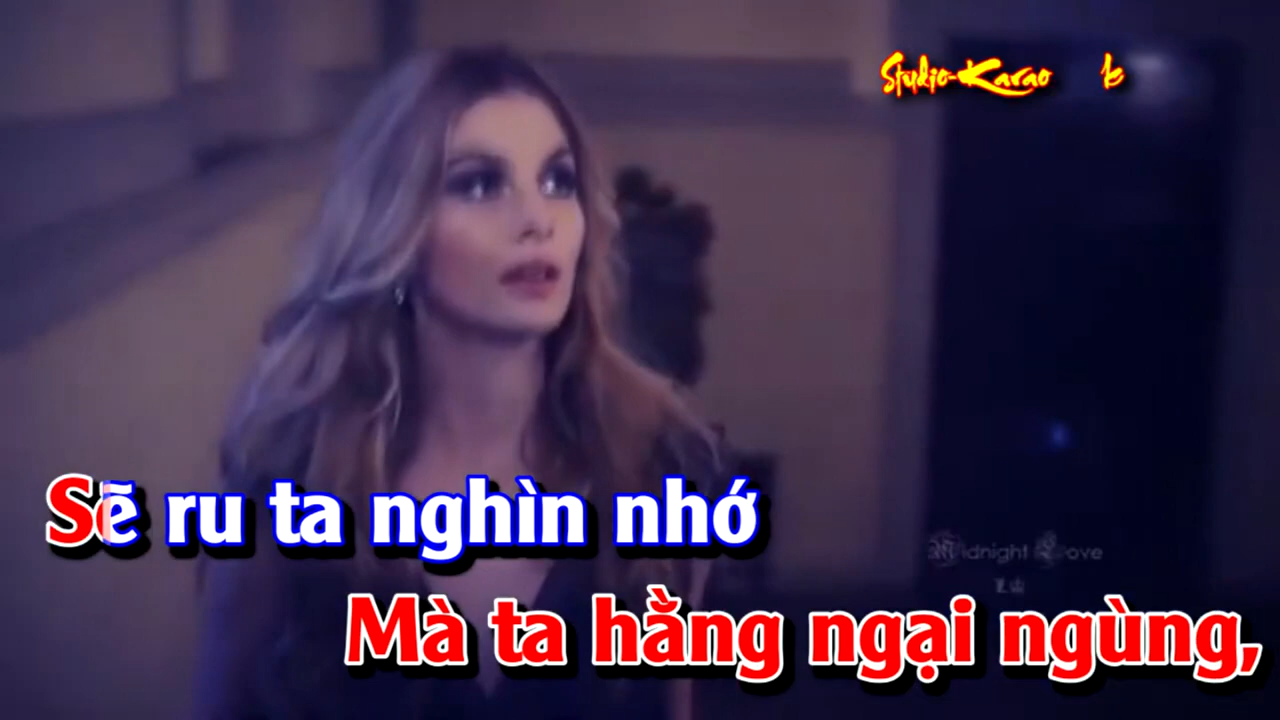 Studio-Karao k
Sẽ ru ta nghìn nhớ
Midnight Love
Mà ta hằng ngại ngùng,